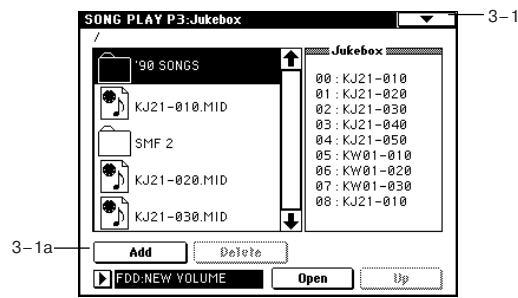 SONG PLAY P3:Jukebox
3-1
/
'90 SONGS
KJ21-010.MID
SMF 2
KJ21-020.MID
KJ21-030.MID
Jukebox
00 : KJ21-010
01 : KJ21-020
02 : KJ21-030
03 : KJ21-040
04 : KJ21-050
05 : KW01-010
06 : KW01-020
07 : KW01-030
08 : KJ21-010
3-1a
Add
Delete
FDD:NEW VOLUME
Open
Up